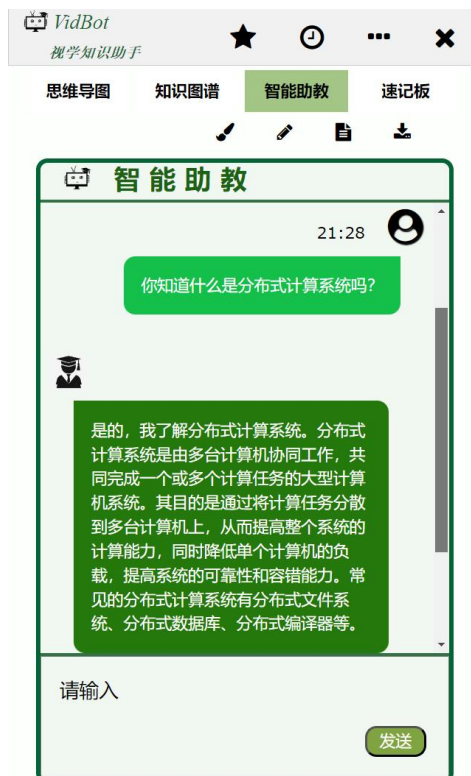 VidBot
视学知识助手
思维导图 知识图谱 智能助教 速记板
智能助教
21:28
你知道什么是分布式计算系统吗?
是的，我了解分布式计算系统。分布式
计算系统是由多台计算机协同工作，共
同完成一个或多个计算任务的大型计算
机系统。其目的是通过将计算任务分散
到多台计算机上，从而提高整个系统的
计算能力，同时降低单个计算机的负
载，提高系统的可靠性和容错能力。常
见的分布式计算系统有分布式文件系
统、分布式数据库、分布式编译器等。
请输入
发送